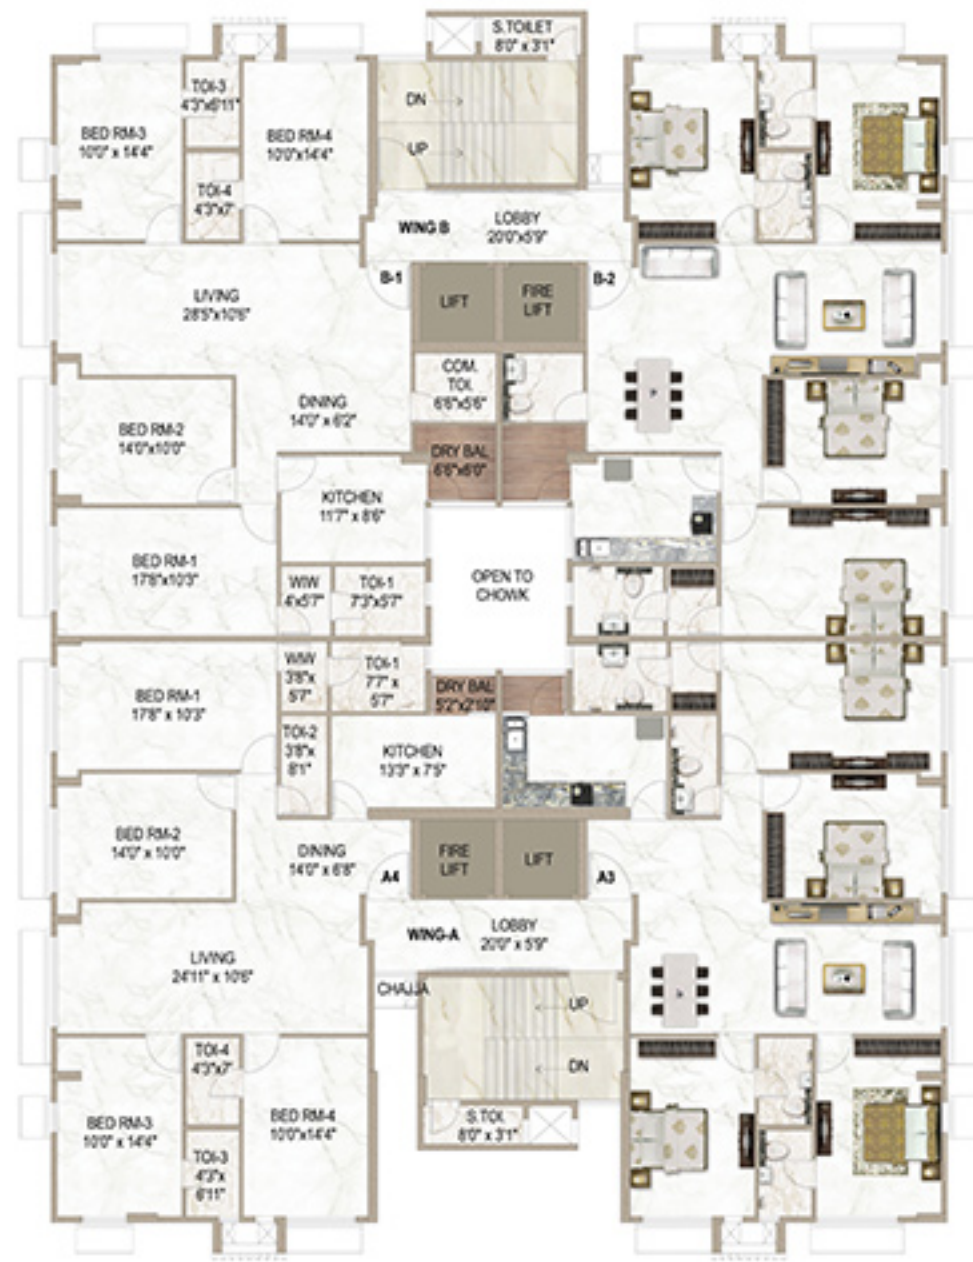 S.TOILET
8'0" x 3'1"
TOI-3
4'3"x6'11"
DN
BED RM-3
10'0" x 14'4"
BED RM-4
10'0"x14'4"
UP
TOI-4
4'3"x7'
WING B
LOBBY
20'0"x5'9"
B-1
LIFT
FIRE
LIFT
B-2
LIVING
28'5"x10'6"
COM.
TOI.
6'6"x5'6"
DINING
14'0" x 6'2"
BED RM-2
14'0"x10'0"
DRY BAL
6'6"x6'0"
KITCHEN
11'7" x 8'6"
BED RM-1
17'8"x10'3"
W/W
4'x5'7"
TOI-1
7'3"x5'7"
OPEN TO
CHOWK
W/W
3'8"x
5'7"
TOI-1
7'7" x
5'7"
BED RM-1
17'8" x 10'3"
DRY BAL
5'2"x2'10"
TOI-2
3'8"x
8'1"
KITCHEN
13'3" x 7'5"
BED RM-2
14'0" x 10'0"
DINING
14'0" x 6'8"
FIRE
LIFT
LIFT
A4
A3
WING-A
LOBBY
20'0" x 5'9"
LIVING
24'11" x 10'6"
CHAJJA
UP
TOI-4
4'3"x7'
DN
BED RM-3
10'0" x 14'4"
BED RM-4
10'0"x14'4"
S.TOI.
8'0" x 3'1"
TOI-3
4'3"x
6'11"